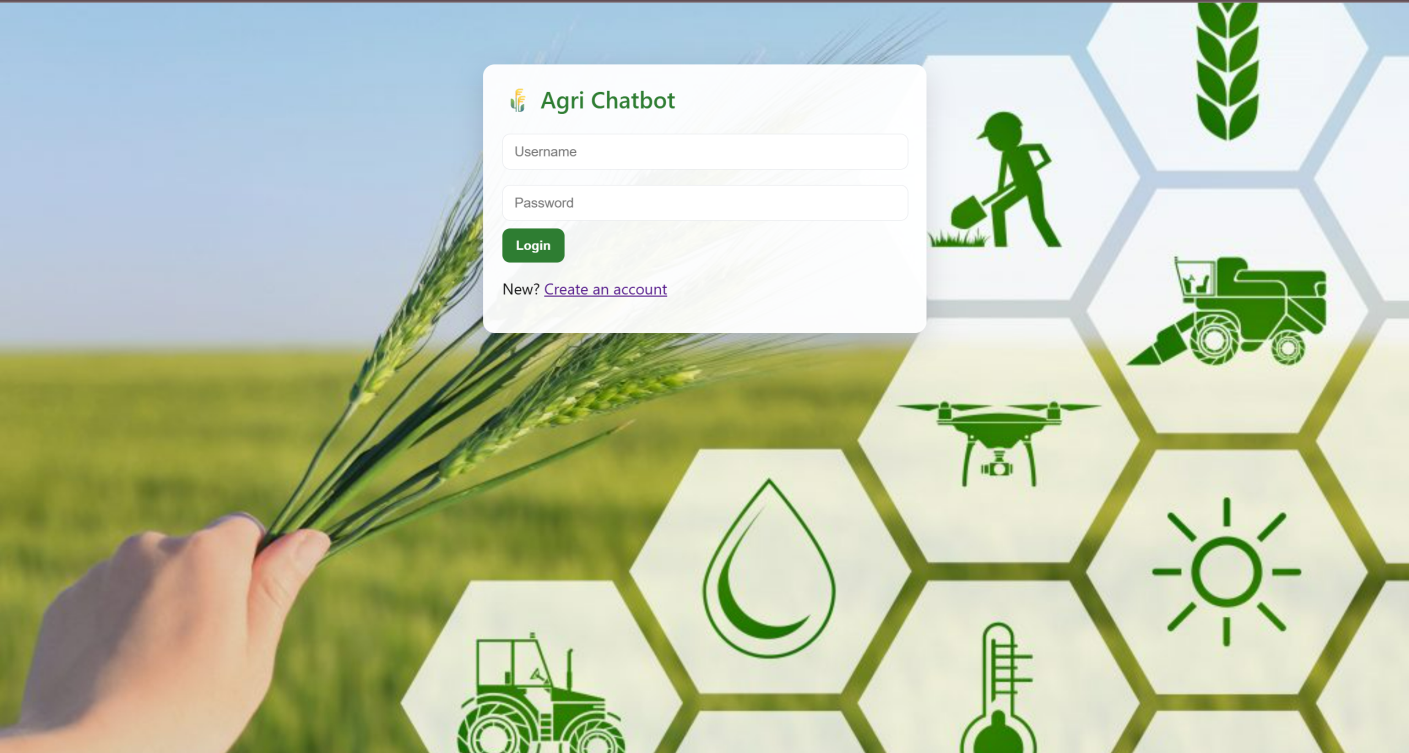 Agri Chatbot
Username
Password
Login
New? Create an account